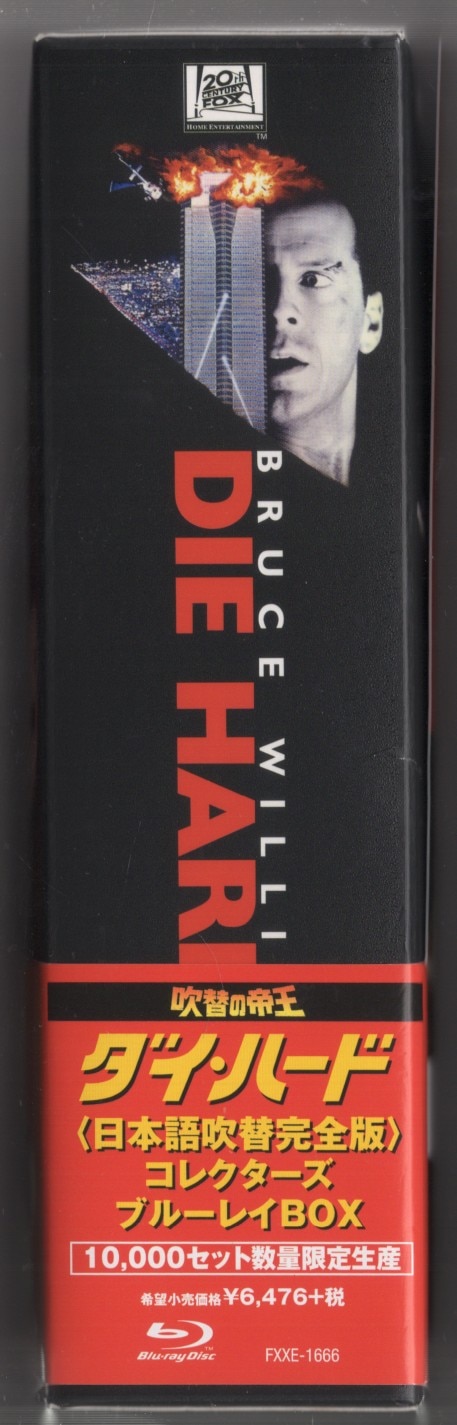 20th
CENTURY
FOX
HOME ENTERTAINMENT
TM
BRUCE WILLI
DIE HAR
吹替の帝王
ダイ・ハード
〈日本語吹替完全版〉
コレクターズ
ブルーレイBOX
10,000セット数量限定生産
希望小売価格¥6,476+税
Blu-ray Disc
TM
FXXE-1666